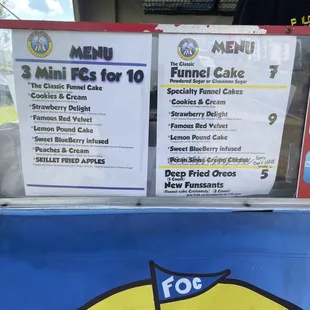 MENU
3 Mini FCs for 10
*The Classic Funnel Cake
*Cookies & Cream
*Strawberry Delight
*Famous Red Velvet
*Lemon Pound Cake
*Sweet BlueBerry infused
*Peaches & Cream
*SKILLET FRIED APPLES
MENU
The Classic
Funnel Cake 7
Powdered Sugar or Cinnamon Sugar
Specialty Funnel Cakes
*Cookies & Cream
*Strawberry Delight 9
*Famous Red Velvet
*Lemon Pound Cake
*Sweet BlueBerry infused
Deep Fried Oreos 5
New Funssants
FOC